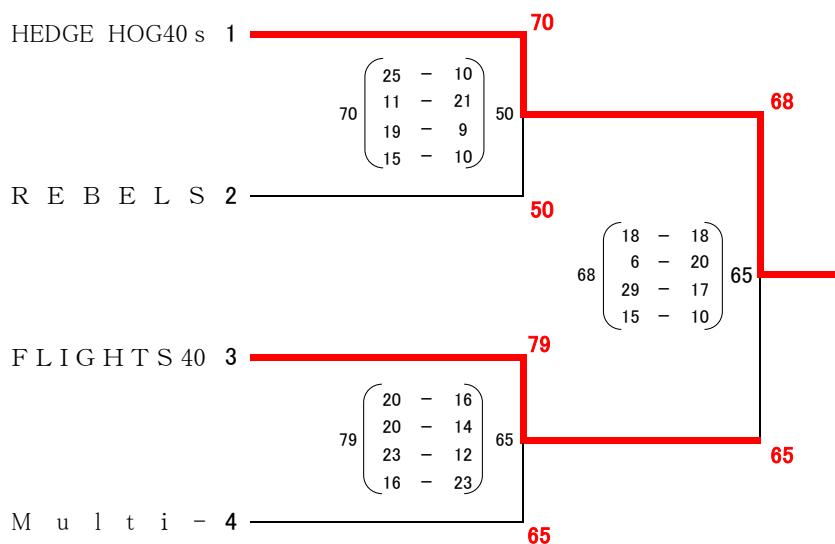 HEDGE HOG40ｓ 1
70
25 － 10
11 － 21
70 50
19 － 9
15 － 10
68
ＲＥＢＥＬＳ 2
50
18 － 18
6 － 20
68 65
29 － 17
15 － 10
ＦＬＩＧＨＴＳ40 3
79
20 － 16
20 － 14
79 65
23 － 12
16 － 23
65
Ｍｕｌｔｉ－ 4
65